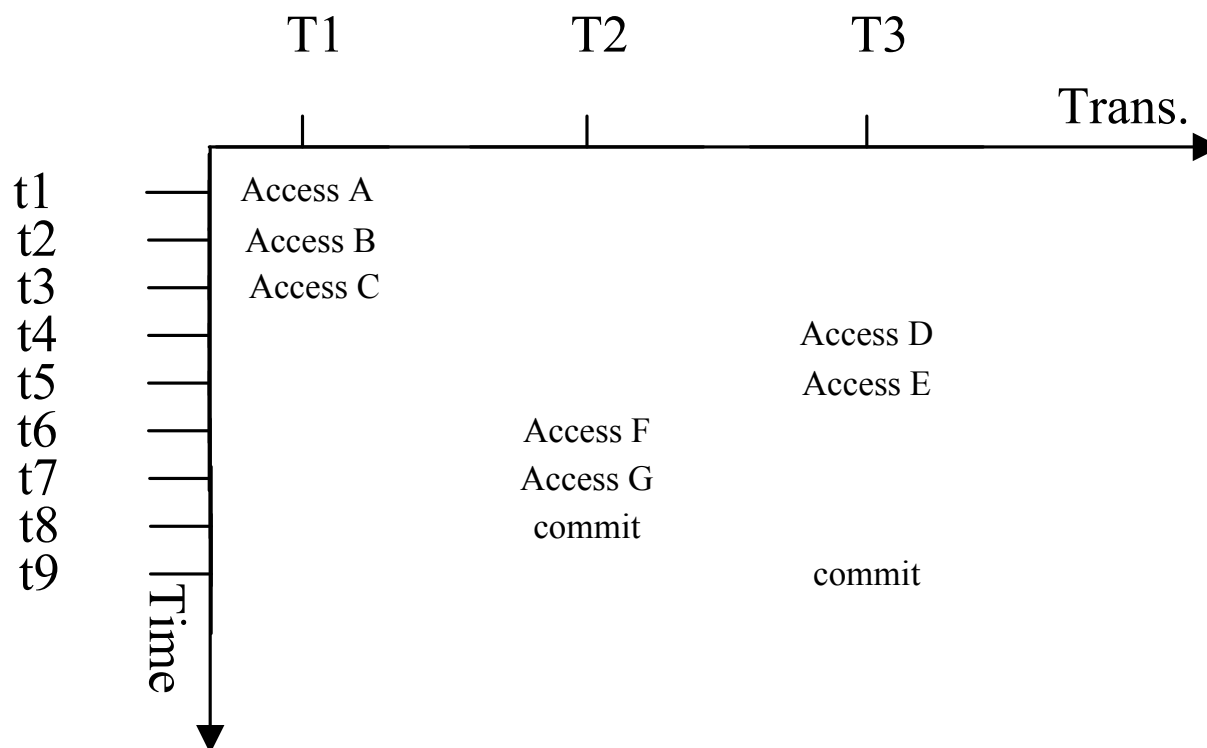 T1 T2 T3
Trans.
t1 Access A
t2 Access B
t3 Access C
t4 Access D
t5 Access E
t6 Access F
t7 Access G
t8 commit
t9 commit
Time